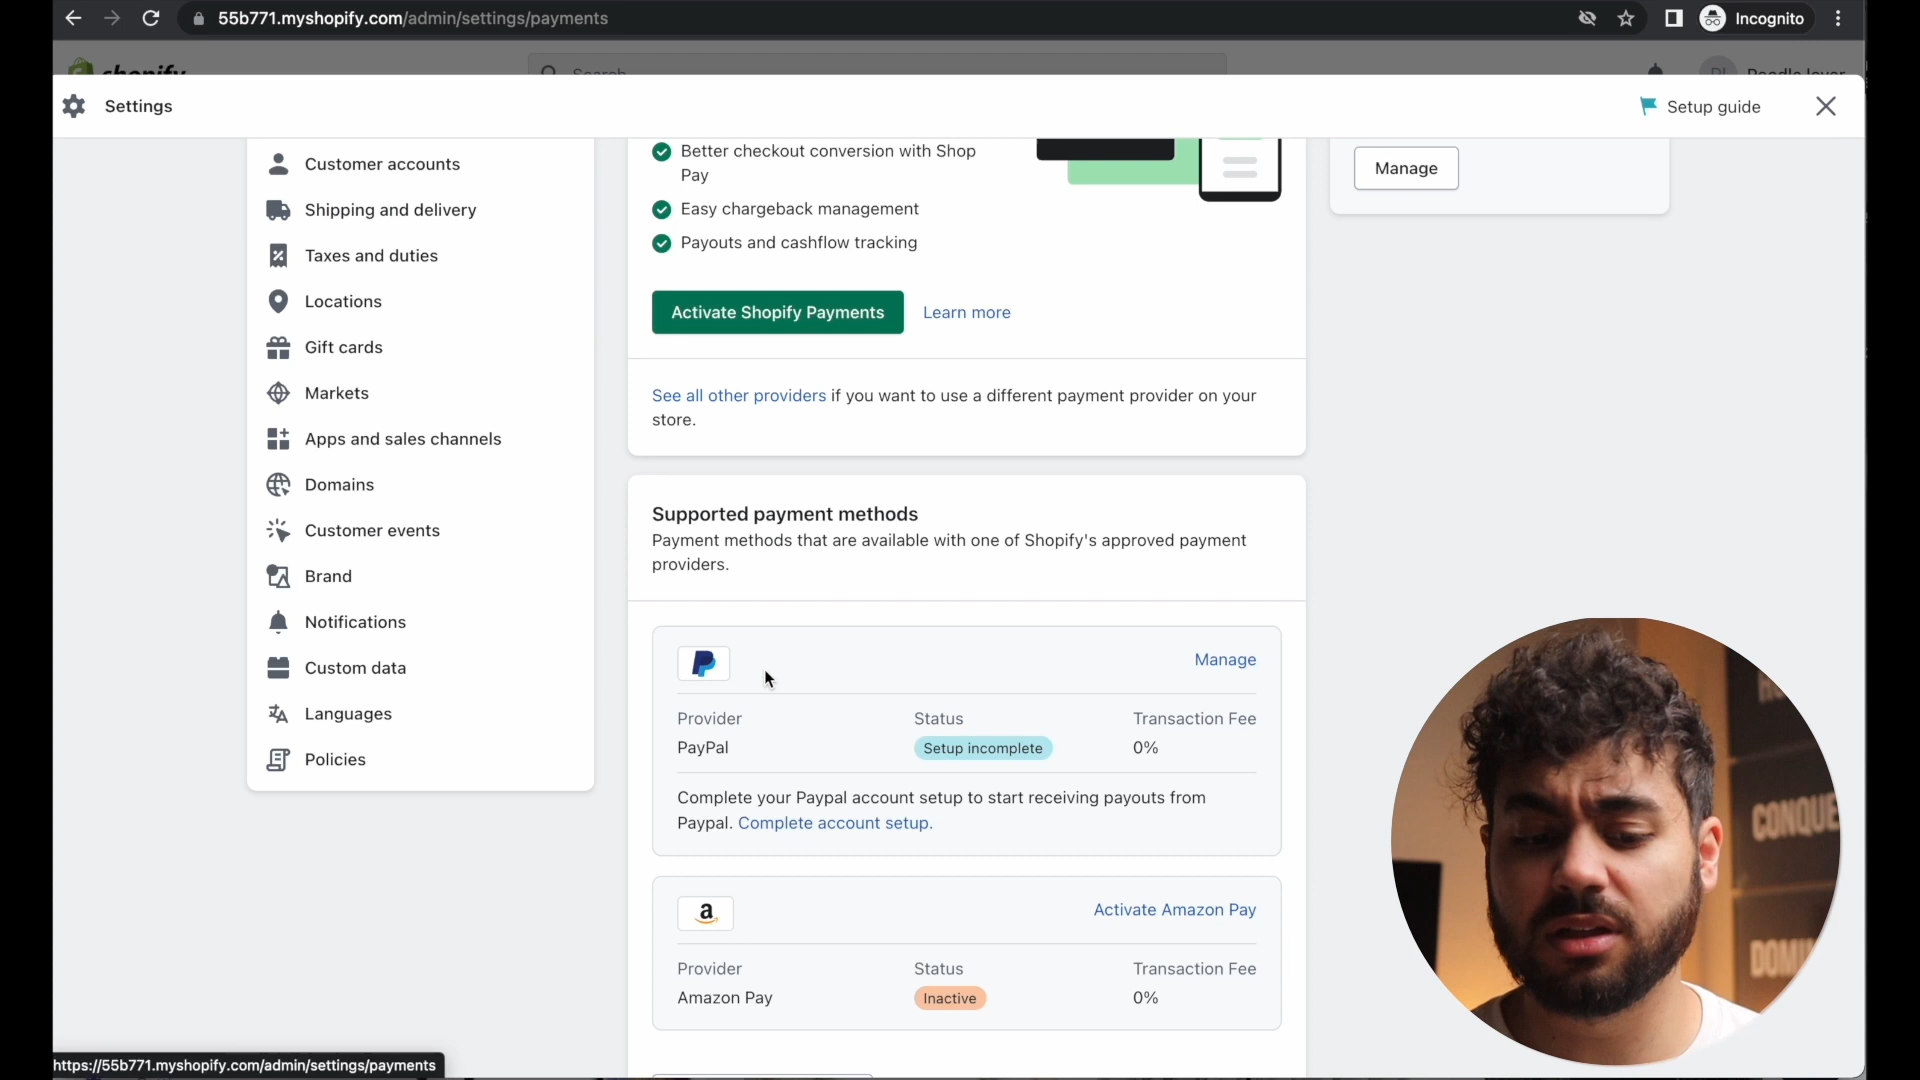 55b771.myshopify.com/admin/settings/payments
Incognito
shopify
Search
Poodle lover
Settings
Setup guide
Customer accounts
Shipping and delivery
Taxes and duties
Locations
Gift cards
Markets
Apps and sales channels
Domains
Customer events
Brand
Notifications
Custom data
Languages
Policies
Better checkout conversion with Shop
Pay
Easy chargeback management
Payouts and cashflow tracking
Activate Shopify Payments
Learn more
See all other providers if you want to use a different payment provider on your
store.
Manage
Supported payment methods
Payment methods that are available with one of Shopify's approved payment
providers.
Manage
Provider
Status
Transaction Fee
PayPal
Setup incomplete
0%
Complete your Paypal account setup to start receiving payouts from
Paypal. Complete account setup.
a
Activate Amazon Pay
Provider
Status
Transaction Fee
Amazon Pay
Inactive
0%
CONQUE
DOMI
https://55b771.myshopify.com/admin/settings/payments